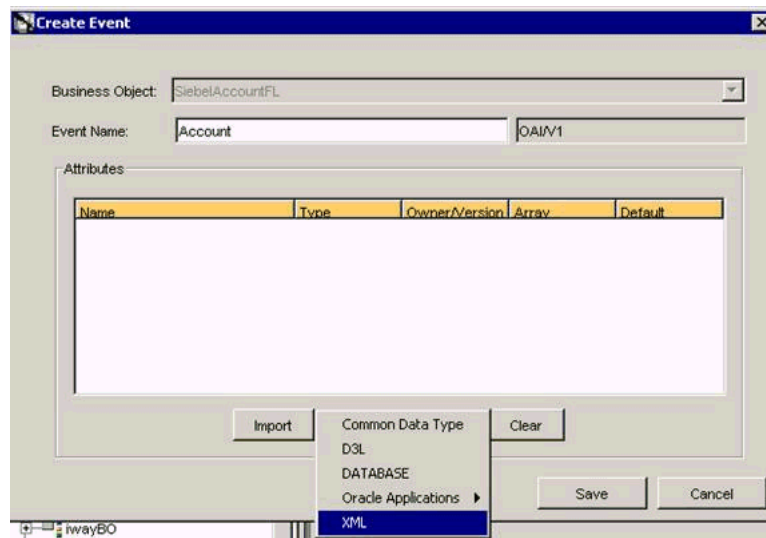 Create Event
Business Object: SiebelAccountFL
Event Name: Account OAI/V1
Attributes
Name Type Owner/Version Array Default
Import Common Data Type Clear
D3L
DATABASE
Oracle Applications
Save Cancel
XML
iwayBO